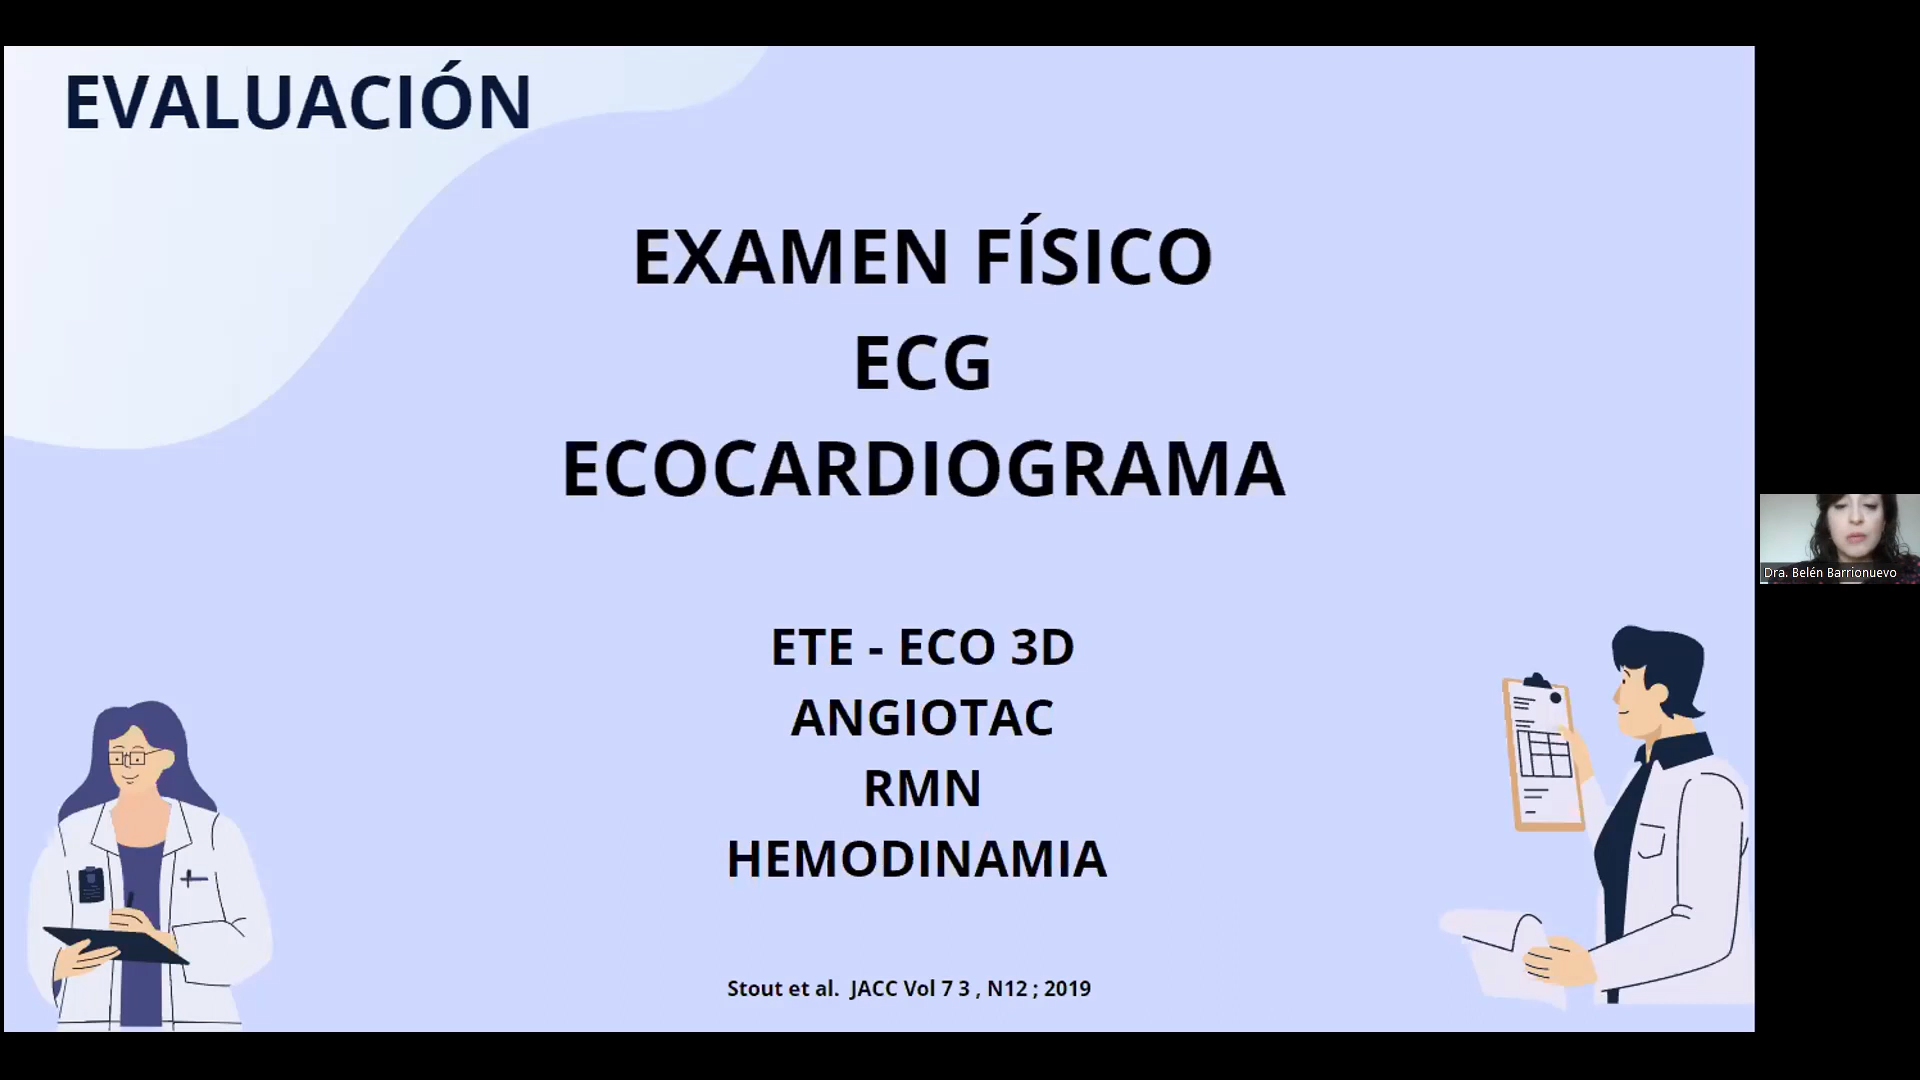 EVALUACIÓN
EXAMEN FÍSICO
ECG
ECOCARDIOGRAMA
ETE - ECO 3D
ANGIOTAC
RMN
HEMODINAMIA
Stout et al. JACC Vol 7 3 , N12 ; 2019
Dra. Belén Barrionuevo